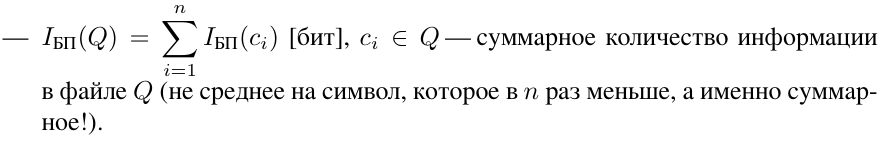 — I_БП(Q) = ∑_{i=1}^{n} I_БП(c_i) [бит], c_i ∈ Q — суммарное количество информации
в файле Q (не среднее на символ, которое в n раз меньше, а именно суммар-
ное!).